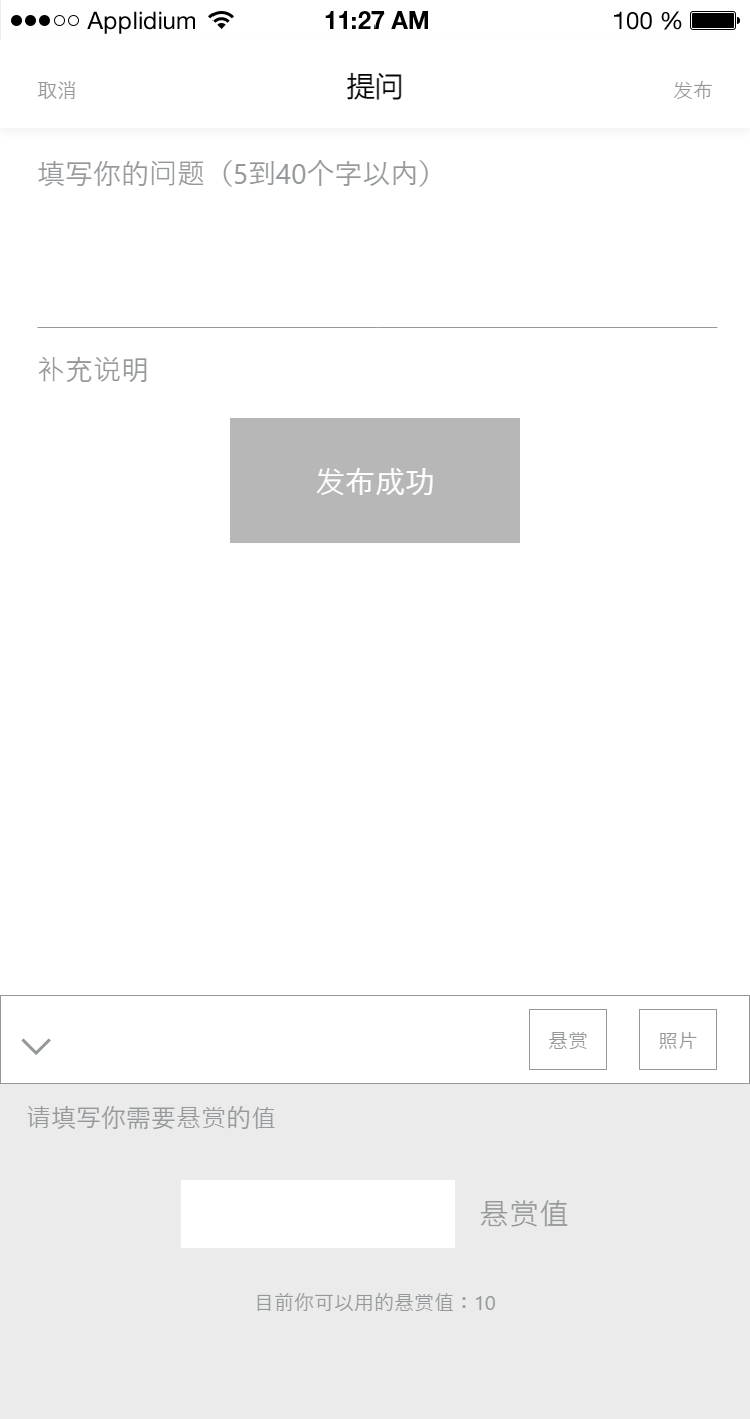 Applidium 11:27 AM 100 %
取消 提问 发布
填写你的问题（5到40个字以内）
补充说明
发布成功
悬赏 照片
请填写你需要悬赏的值
悬赏值
目前你可以用的悬赏值：10